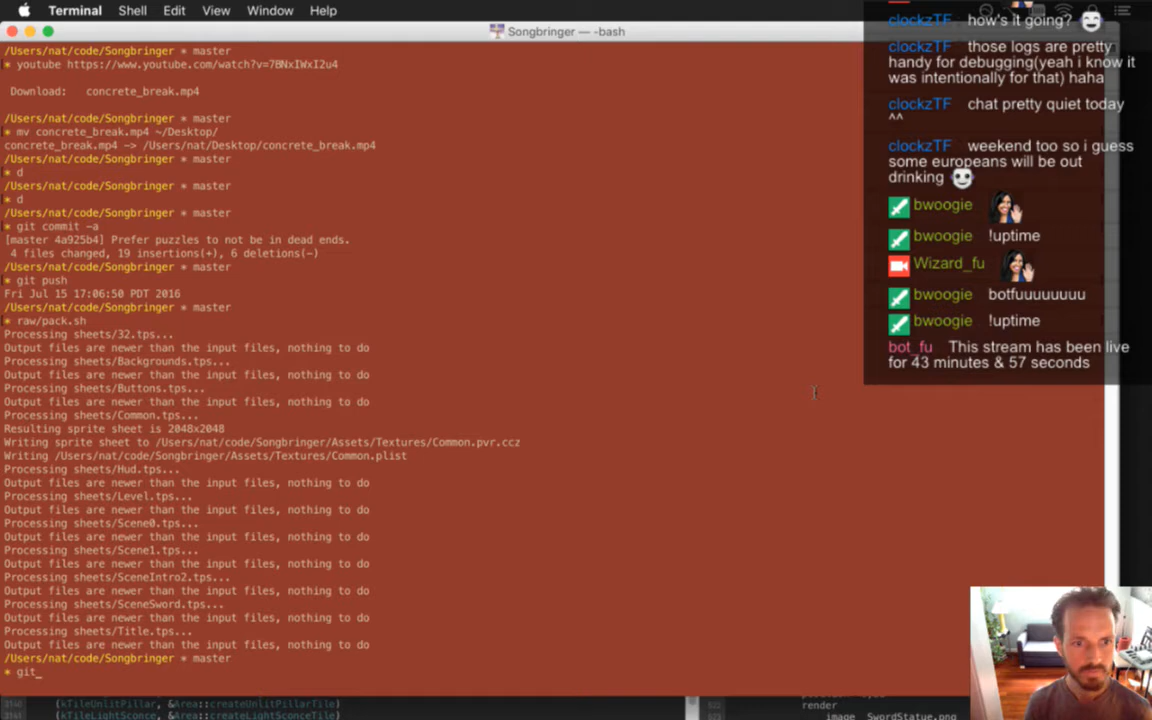 Terminal Shell Edit View Window Help
Songbringer — -bash
/Users/nat/code/Songbringer * master
* youtube https://www.youtube.com/watch?v=7BNxIWxI2u4
Download: concrete_break.mp4
/Users/nat/code/Songbringer * master
* mv concrete_break.mp4 ~/Desktop/
concrete_break.mp4 -> /Users/nat/Desktop/concrete_break.mp4
/Users/nat/code/Songbringer * master
* d
/Users/nat/code/Songbringer * master
* d
/Users/nat/code/Songbringer * master
* git commit -a
[master 4a925b4] Prefer puzzles to not be in dead ends.
4 files changed, 19 insertions(+), 6 deletions(-)
/Users/nat/code/Songbringer * master
* git push
Fri Jul 15 17:06:50 PDT 2016
/Users/nat/code/Songbringer * master
* raw/pack.sh
Processing sheets/32.tps...
Output files are newer than the input files, nothing to do
Processing sheets/Backgrounds.tps...
Output files are newer than the input files, nothing to do
Processing sheets/Buttons.tps...
Output files are newer than the input files, nothing to do
Processing sheets/Common.tps...
Resulting sprite sheet is 2048x2048
Writing sprite sheet to /Users/nat/code/Songbringer/Assets/Textures/Common.pvr.ccz
Writing /Users/nat/code/Songbringer/Assets/Textures/Common.plist
Processing sheets/Hud.tps...
Output files are newer than the input files, nothing to do
Processing sheets/Level.tps...
Output files are newer than the input files, nothing to do
Processing sheets/Scene0.tps...
Output files are newer than the input files, nothing to do
Processing sheets/Scene1.tps...
Output files are newer than the input files, nothing to do
Processing sheets/SceneIntro2.tps...
Output files are newer than the input files, nothing to do
Processing sheets/SceneSword.tps...
Output files are newer than the input files, nothing to do
Processing sheets/Title.tps...
Output files are newer than the input files, nothing to do
/Users/nat/code/Songbringer * master
* git_
clockzTF how's it going?
clockzTF those logs are pretty
handy for debugging(yeah i know it
was intentionally for that) haha
clockzTF chat pretty quiet today
^^
clockzTF weekend too so i guess
some europeans will be out
drinking
bwoogie
bwoogie !uptime
Wizard_fu
bwoogie botfuuuuuuuu
bwoogie !uptime
bot_fu This stream has been live
for 43 minutes & 57 seconds
3140 (kTileUnlitPillar, &Area::createUnlitPillarTile)
3141 (kTileLightSconce, &Area::createLightSconceTile)
622 render
623 image SwordStatue.png